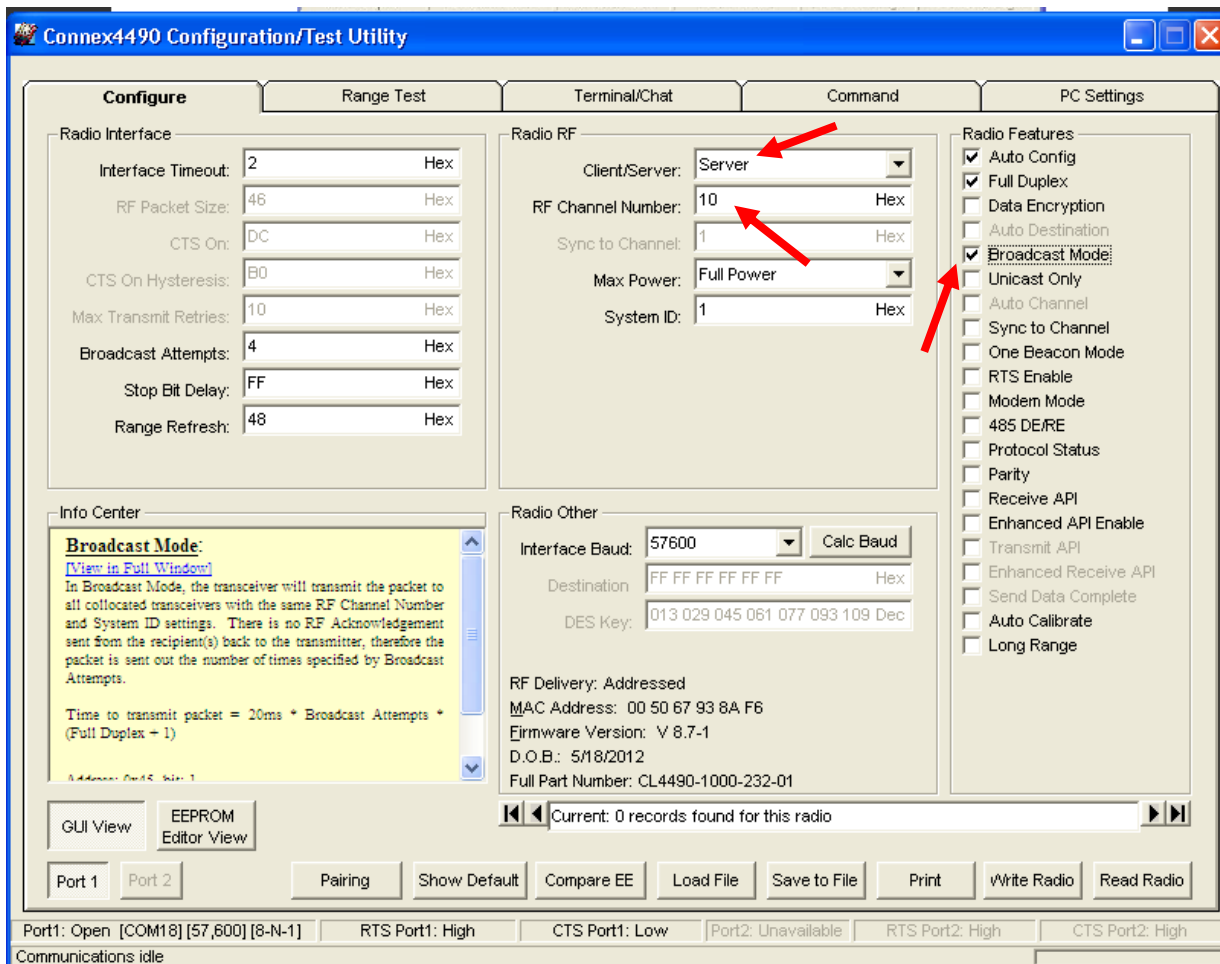 Connex4490 Configuration/Test Utility
Configure Range Test Terminal/Chat Command PC Settings
Radio Interface
Interface Timeout: 2 Hex
RF Packet Size: 46 Hex
CTS On: DC Hex
CTS On Hysteresis: B0 Hex
Max Transmit Retries: 10 Hex
Broadcast Attempts: 4 Hex
Stop Bit Delay: FF Hex
Range Refresh: 48 Hex
Radio RF
Client/Server: Server
RF Channel Number: 10 Hex
Sync to Channel: 1 Hex
Max Power: Full Power
System ID: 1 Hex
Radio Features
Auto Config
Full Duplex
Data Encryption
Auto Destination
Broadcast Mode
Unicast Only
Auto Channel
Sync to Channel
One Beacon Mode
RTS Enable
Modem Mode
485 DE/RE
Protocol Status
Parity
Receive API
Enhanced API Enable
Transmit API
Enhanced Receive API
Send Data Complete
Auto Calibrate
Long Range
Info Center
Broadcast Mode:
[View in Full Window]
In Broadcast Mode, the transceiver will transmit the packet to
all collocated transceivers with the same RF Channel Number
and System ID settings. There is no RF Acknowledgement
sent from the recipient(s) back to the transmitter, therefore the
packet is sent out the number of times specified by Broadcast
Attempts.
Time to transmit packet = 20ms * Broadcast Attempts *
(Full Duplex + 1)
Address: 0x45, bit: 1
Radio Other
Interface Baud: 57600 Calc Baud
Destination FF FF FF FF FF FF Hex
DES Key: 013 029 045 061 077 093 109 Dec
RF Delivery: Addressed
MAC Address: 00 50 67 93 8A F6
Firmware Version: V 8.7-1
D.O.B.: 5/18/2012
Full Part Number: CL4490-1000-232-01
Current: 0 records found for this radio
GUI View EEPROM
Editor View
Port 1 Port 2 Pairing Show Default Compare EE Load File Save to File Print Write Radio Read Radio
Port1: Open [COM18] [57,600] [8-N-1] RTS Port1: High CTS Port1: Low Port2: Unavailable RTS Port2: High CTS Port2: High
Communications idle